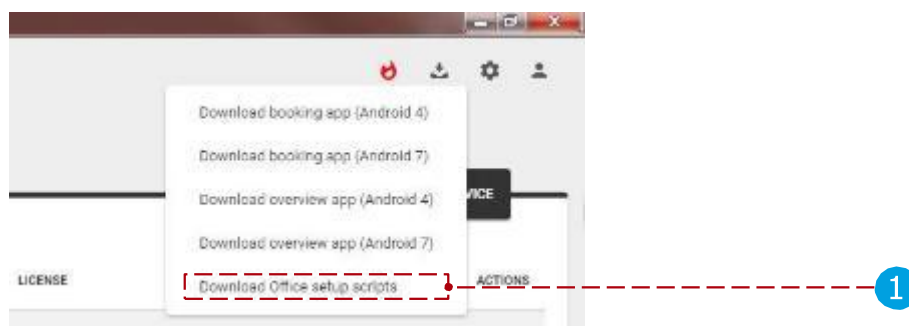 Download booking app (Android 4)
Download booking app (Android 7)
VICE
Download overview app (Android 4)
Download overview app (Android 7)
LICENSE
Download Office setup scripts
ACTIONS
1